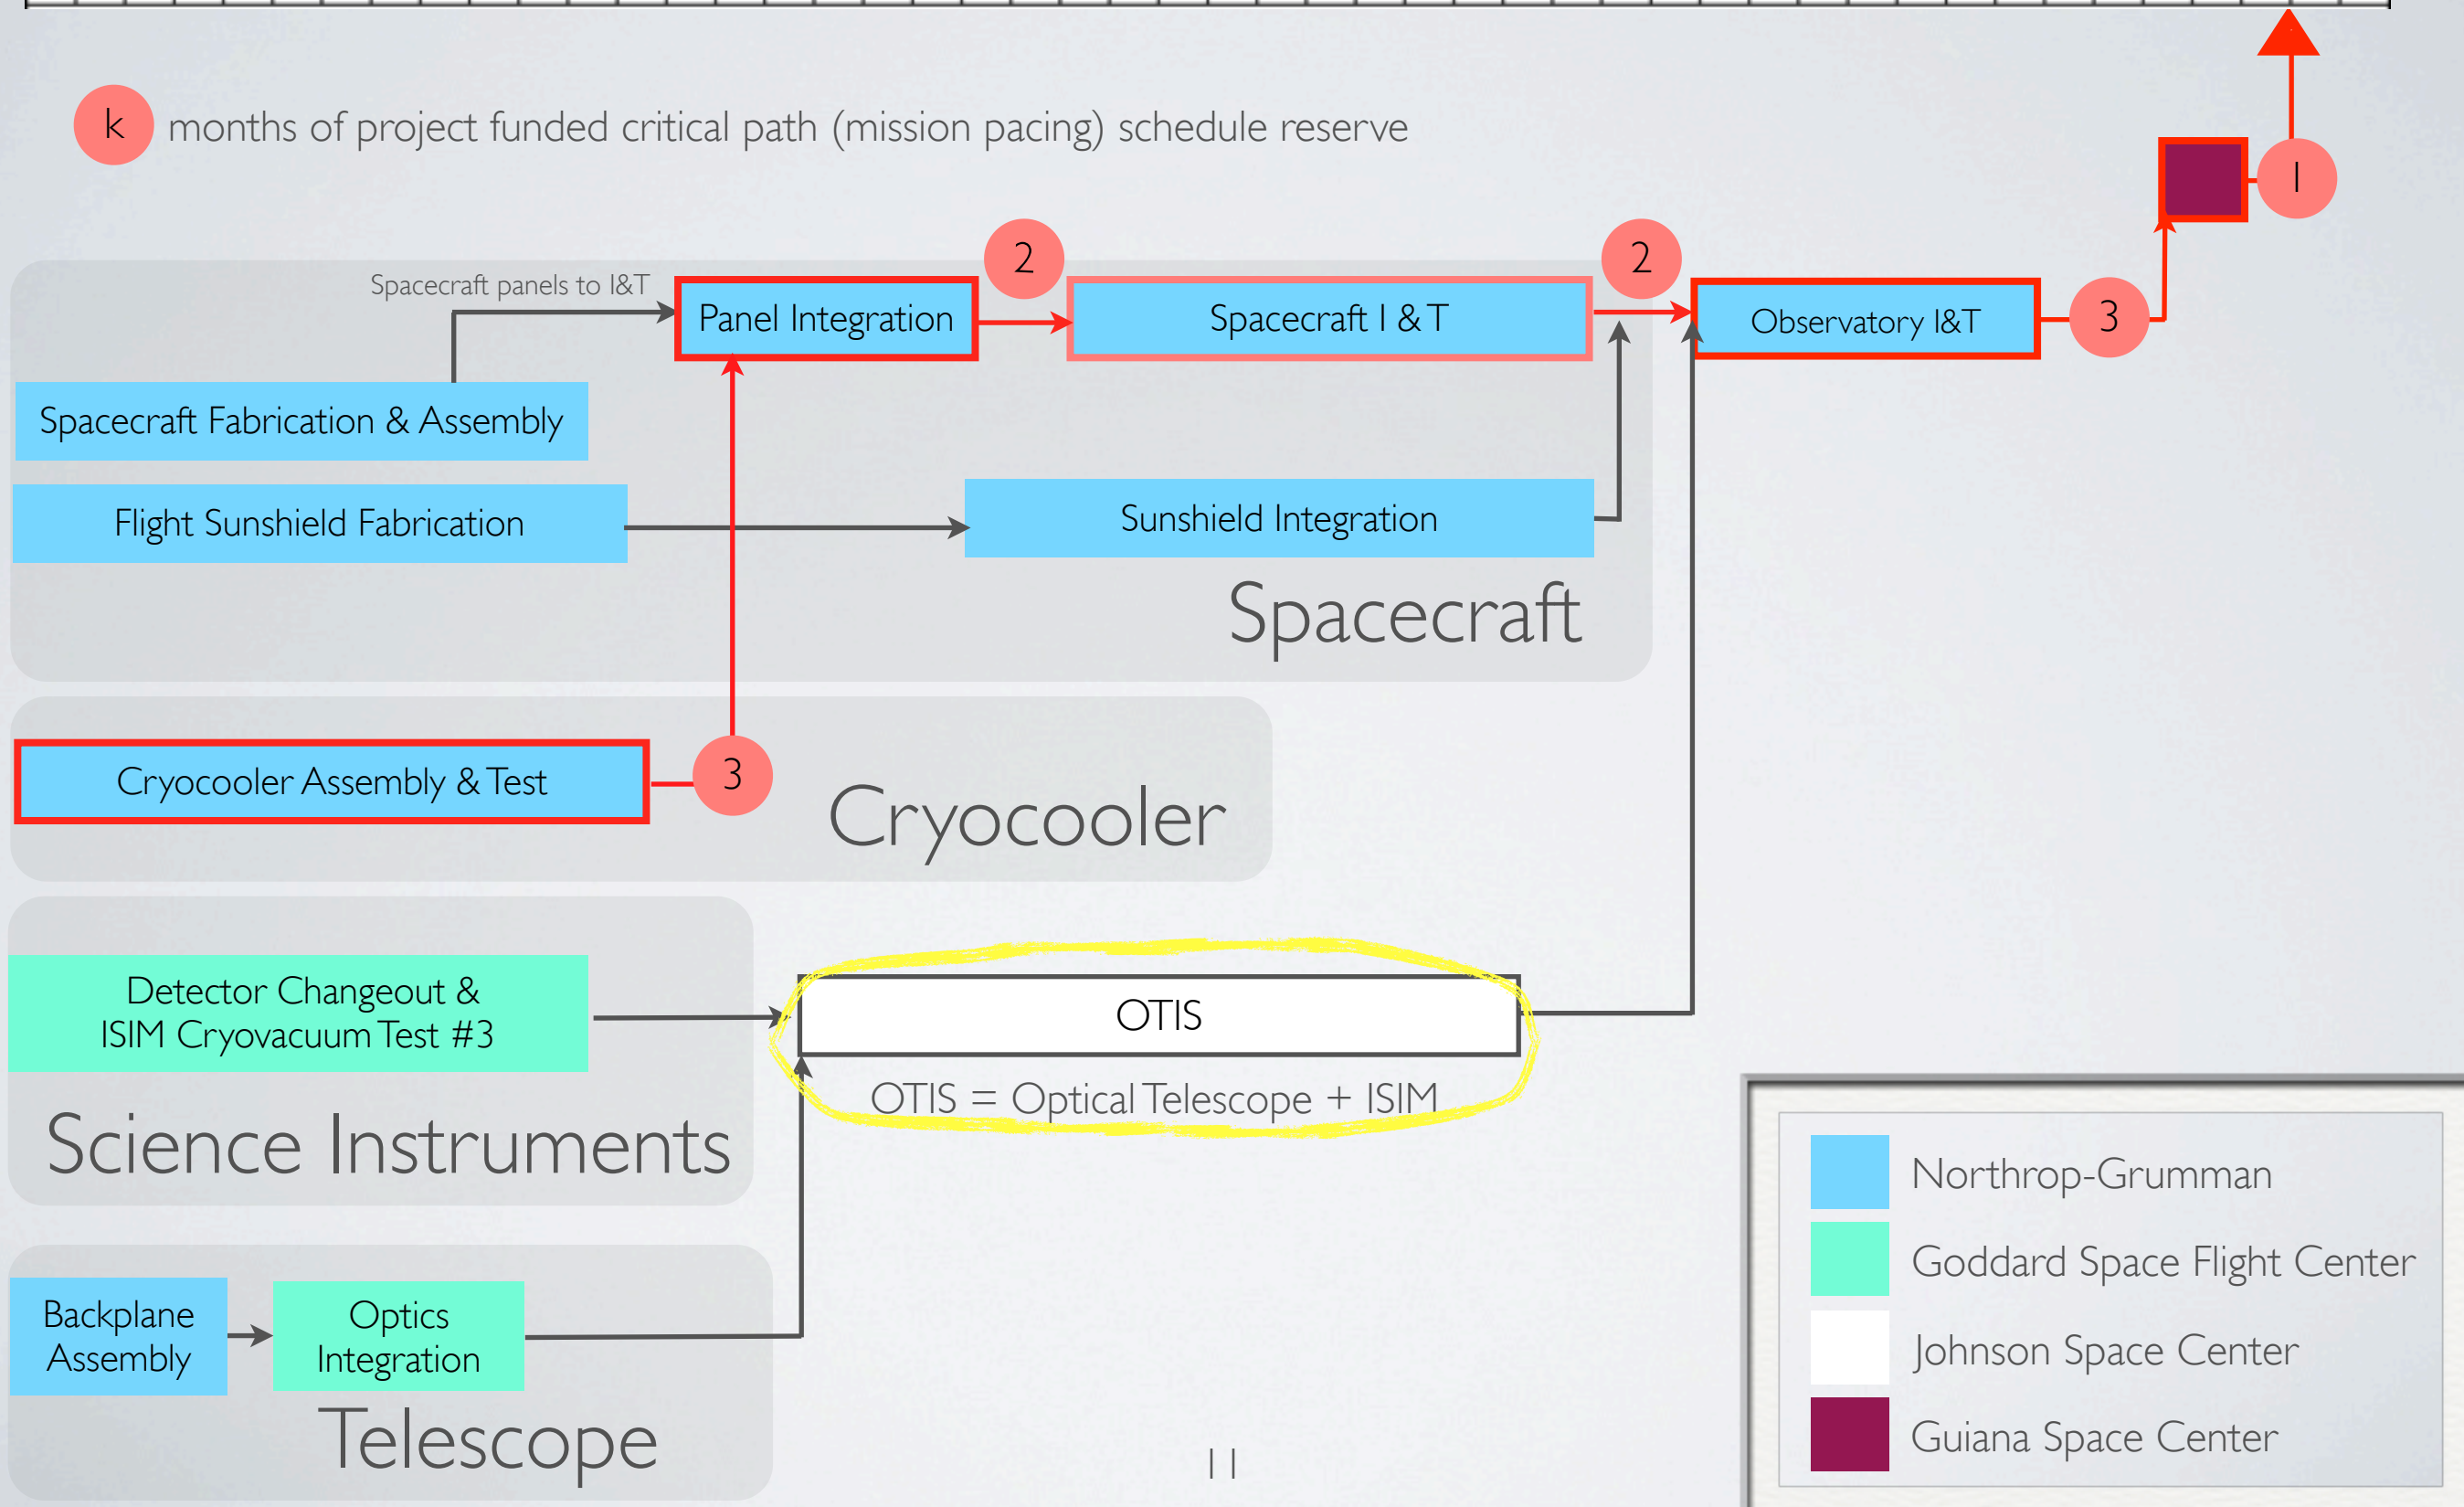 k months of project funded critical path (mission pacing) schedule reserve
1
2
2
Spacecraft panels to I&T
Panel Integration
Spacecraft I & T
Observatory I&T
3
Spacecraft Fabrication & Assembly
Flight Sunshield Fabrication
Sunshield Integration
Spacecraft
Cryocooler Assembly & Test
3
Cryocooler
Detector Changeout &
ISIM Cryovacuum Test #3
OTIS
OTIS = Optical Telescope + ISIM
Science Instruments
Backplane
Assembly
Optics
Integration
Telescope
Northrop-Grumman
Goddard Space Flight Center
Johnson Space Center
Guiana Space Center
11